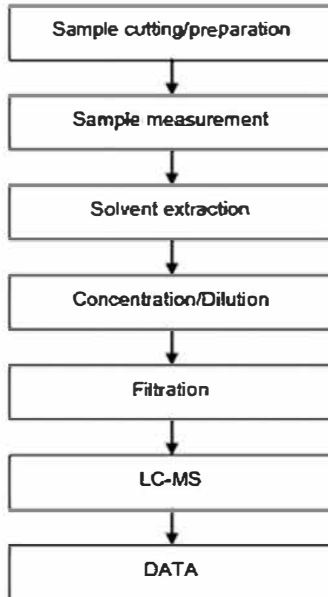 Sample cutting/preparation
Sample measurement
Solvent extraction
Concentration/Dilution
Filtration
LC-MS
DATA